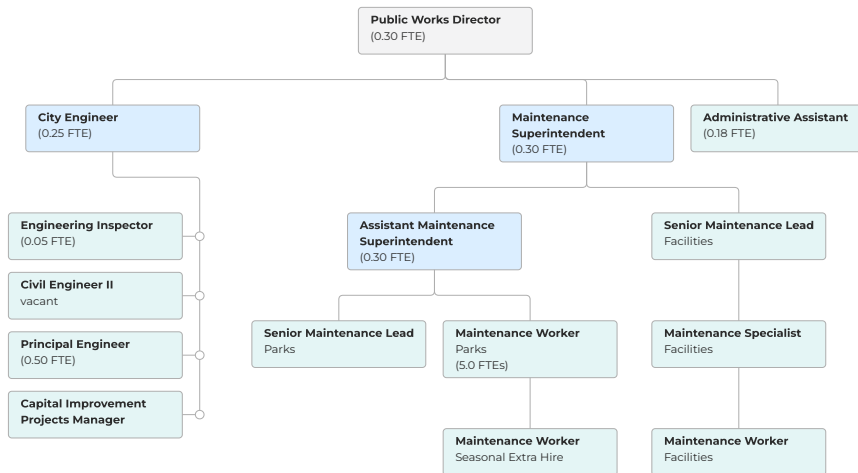 Public Works Director
(0.30 FTE)
City Engineer
(0.25 FTE)
Maintenance
Superintendent
(0.30 FTE)
Administrative Assistant
(0.18 FTE)
Engineering Inspector
(0.05 FTE)
Civil Engineer II
vacant
Principal Engineer
(0.50 FTE)
Capital Improvement
Projects Manager
Assistant Maintenance
Superintendent
(0.30 FTE)
Senior Maintenance Lead
Parks
Maintenance Worker
Parks
(5.0 FTEs)
Maintenance Worker
Seasonal Extra Hire
Senior Maintenance Lead
Facilities
Maintenance Specialist
Facilities
Maintenance Worker
Facilities